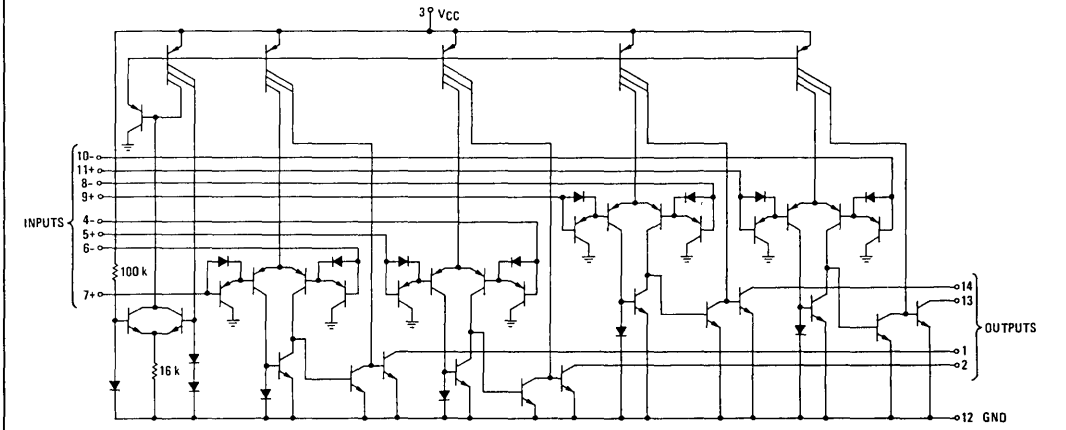 3 VCC
10-
11+
8-
9+
INPUTS
4-
5+
6-
100 k
7+
14
13
OUTPUTS
1
16 k
2
12 GND